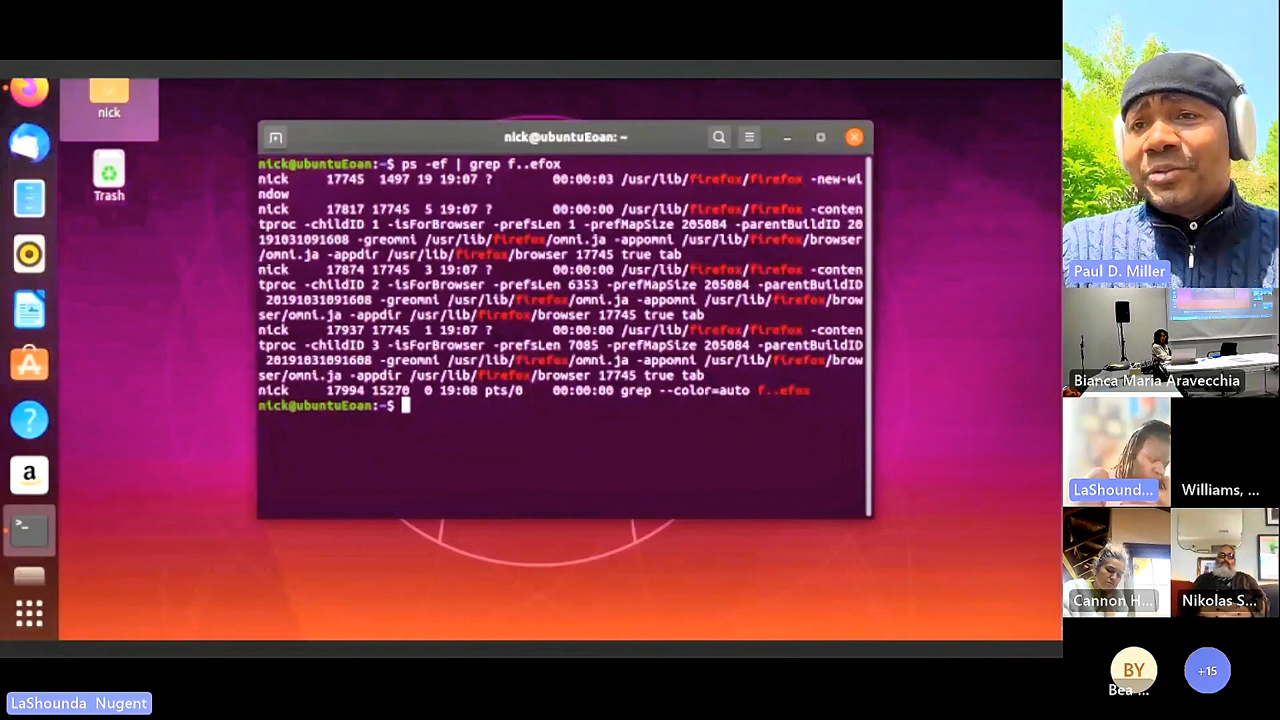 nick
Trash
nick@ubuntuEoan: ~
nick@ubuntuEoan:~$ ps -ef | grep f..efox
nick 17745 1497 19 19:07 ? 00:00:03 /usr/lib/firefox/firefox -new-wi
ndow
nick 17817 17745 5 19:07 ? 00:00:00 /usr/lib/firefox/firefox -conten
tproc -childID 1 -isForBrowser -prefsLen 1 -prefMapSize 205084 -parentBuildID 20
191031091608 -greomni /usr/lib/firefox/omni.ja -appomni /usr/lib/firefox/browser
/omni.ja -appdir /usr/lib/firefox/browser 17745 true tab
nick 17874 17745 3 19:07 ? 00:00:00 /usr/lib/firefox/firefox -conten
tproc -childID 2 -isForBrowser -prefsLen 6353 -prefMapSize 205084 -parentBuildID
20191031091608 -greomni /usr/lib/firefox/omni.ja -appomni /usr/lib/firefox/brow
ser/omni.ja -appdir /usr/lib/firefox/browser 17745 true tab
nick 17937 17745 1 19:07 ? 00:00:00 /usr/lib/firefox/firefox -conten
tproc -childID 3 -isForBrowser -prefsLen 7085 -prefMapSize 205084 -parentBuildID
20191031091608 -greomni /usr/lib/firefox/omni.ja -appomni /usr/lib/firefox/brow
ser/omni.ja -appdir /usr/lib/firefox/browser 17745 true tab
nick 17994 15270 0 19:08 pts/0 00:00:00 grep --color=auto f..efox
nick@ubuntuEoan:~$
Paul D. Miller
Bianca Maria Aravecchia
LaShound...
Williams, ...
Cannon H...
Nikolas S...
BY
Bea ...
+15
LaShounda Nugent